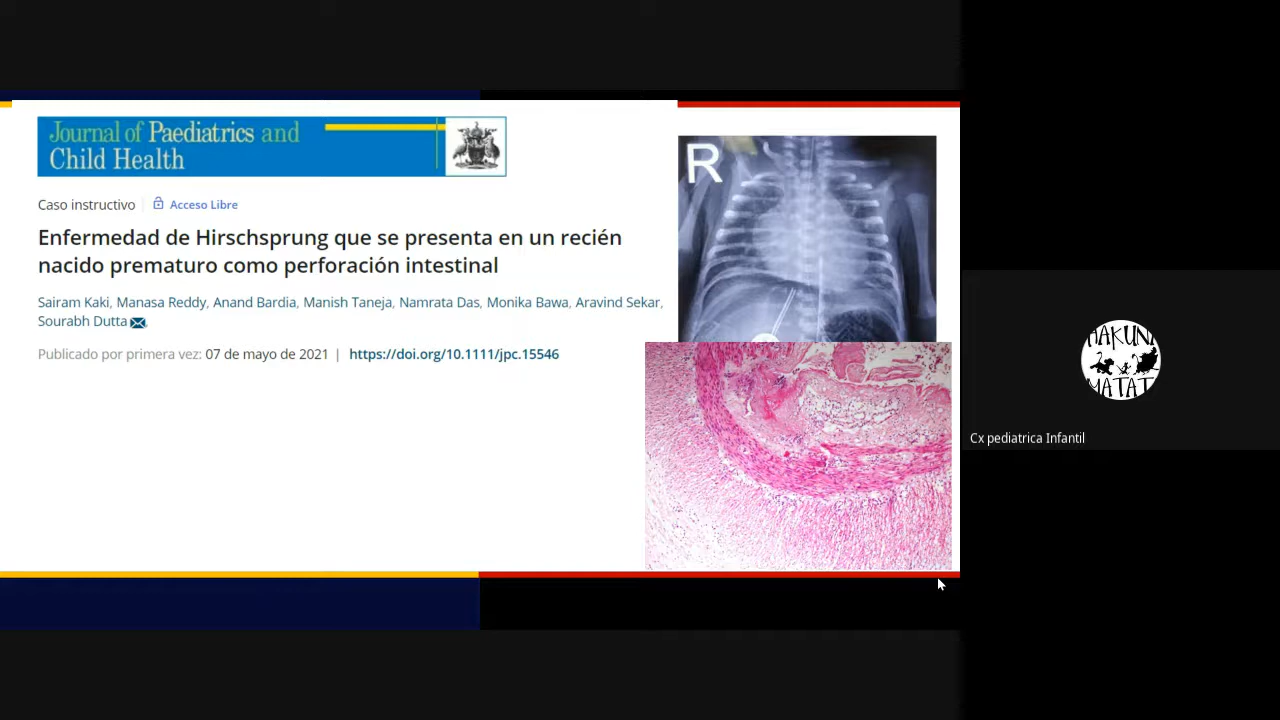 Journal of Paediatrics and
Child Health
Caso instructivo
Acceso Libre
Enfermedad de Hirschsprung que se presenta en un recién
nacido prematuro como perforación intestinal
Sairam Kaki, Manasa Reddy, Anand Bardia, Manish Taneja, Namrata Das, Monika Bawa, Aravind Sekar,
Sourabh Dutta
Publicado por primera vez: 07 de mayo de 2021 | https://doi.org/10.1111/jpc.15546
R
HAKUNA
MATAT
Cx pediatrica Infantil